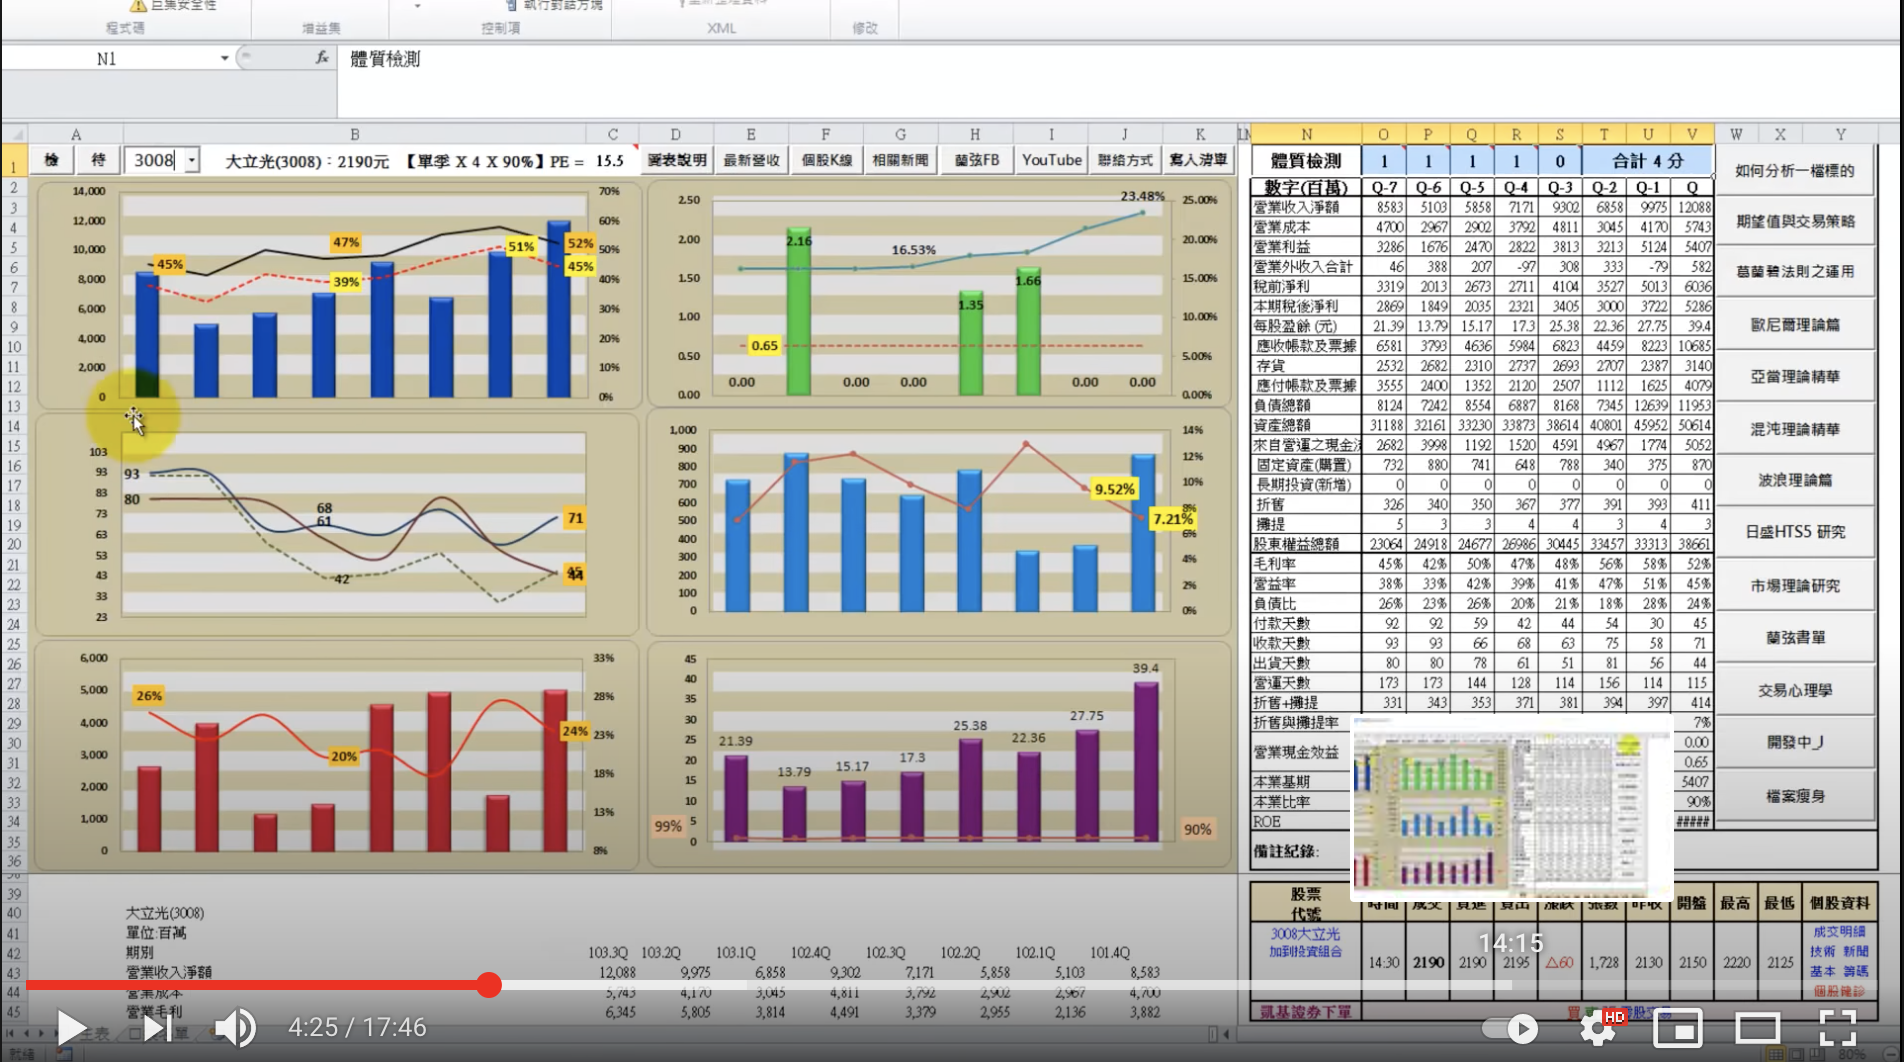 巨集安全性
執行對話方塊
程式碼
增益集
控制項
XML
修改
N1
fx
體質檢測
A B C D E F G H I J K N O P Q R S T U V W X Y
檢
待
3008
大立光(3008)：2190元 【單季 X 4 X 90%】PE = 15.5
圖表說明
最新營收
個股K線
相關新聞
蘭弦FB
YouTube
聯絡方式
寫入清單
14,000
12,000
10,000
8,000
6,000
4,000
2,000
0
70%
60%
50%
40%
30%
20%
10%
0%
45%
47%
39%
51%
52%
45%
2.50
2.00
1.50
1.00
0.50
0.00
25.00%
20.00%
15.00%
10.00%
5.00%
0.00%
23.48%
16.53%
2.16
1.35
1.66
0.65
0.00 0.00 0.00 0.00 0.00
103
93
83
73
63
53
43
33
23
93
80
68
61
42
71
44
1,000
900
800
700
600
500
400
300
200
100
0
14%
12%
10%
8%
6%
4%
2%
0%
9.52%
7.21%
6,000
5,000
4,000
3,000
2,000
1,000
0
33%
28%
23%
18%
13%
8%
26%
20%
24%
45
40
35
30
25
20
15
10
5
0
21.39
13.79
15.17
17.3
25.38
22.36
27.75
39.4
99%
90%
體質檢測 1 1 1 1 0 合計 4 分
數字(百萬) Q-7 Q-6 Q-5 Q-4 Q-3 Q-2 Q-1 Q
營業收入淨額 8583 5103 5858 7171 9302 6858 9975 12088
營業成本 4700 2967 2902 3792 4811 3045 4170 5743
營業利益 3286 1676 2470 2822 3813 3213 5124 5407
營業外收入合計 46 388 207 -97 308 333 -79 582
稅前淨利 3319 2013 2673 2711 4104 3527 5013 6036
本期稅後淨利 2869 1849 2035 2321 3405 3000 3722 5286
每股盈餘 (元) 21.39 13.79 15.17 17.3 25.38 22.36 27.75 39.4
應收帳款及票據 6581 3793 4636 5984 6823 4459 8223 10685
存貨 2532 2682 2310 2737 2693 2707 2387 3140
應付帳款及票據 3555 2400 1352 2120 2507 1112 1625 4079
負債總額 8124 7242 8554 6887 8168 7345 12639 11953
資產總額 31188 32161 33230 33873 38614 40801 45952 50614
來自營運之現金 2682 3998 1192 1520 4591 4967 1774 5052
固定資產(購置) 732 880 741 648 788 340 375 870
長期投資(新增) 0 0 0 0 0 0 0 0
折舊 326 340 350 367 377 391 393 411
攤提 5 3 3 4 4 3 4 3
股東權益總額 23064 24918 24677 26986 30445 33457 33313 38661
毛利率 45% 42% 50% 47% 48% 56% 58% 52%
營益率 38% 33% 42% 39% 41% 47% 51% 45%
負債比 26% 23% 26% 20% 21% 18% 28% 24%
付款天數 92 92 59 42 44 54 30 45
收款天數 93 93 66 68 63 75 58 71
出貨天數 80 80 78 61 51 81 56 44
營運天數 173 173 144 128 114 156 114 115
折舊+攤提 331 343 353 371 381 394 397 414
折舊與攤提率 7%
營業現金效益 0.00
0.65
本業基期 5407
本業比率 90%
ROE #####
備註紀錄:
如何分析一檔標的
期望值與交易策略
葛蘭碧法則之運用
歐尼爾理論篇
亞當理論精華
混沌理論精華
波浪理論篇
日盛HTS5 研究
市場理論研究
蘭弦書單
交易心理學
開發中_J
檔案瘦身
大立光(3008)
單位:百萬
期別 103.3Q 103.2Q 103.1Q 102.4Q 102.3Q 102.2Q 102.1Q 101.4Q
營業收入淨額 12,088 9,975 6,858 9,302 7,171 5,858 5,103 8,583
營業成本 5,743 4,170 3,045 4,811 3,792 2,902 2,967 4,700
營業毛利 6,345 5,805 3,814 4,491 3,379 2,955 2,136 3,882
股票代號 時間 成交 買進 賣出 漲跌 張數 昨收 開盤 最高 最低 個股資料
3008大立光
加到投資組合
14:30 2190 2190 2195 △60 1,728 2130 2150 2220 2125
成交明細
技術 新聞
基本 籌碼
個股健診
凱基證券下單
14:15
4:25 / 17:46
HD
就緒
80%